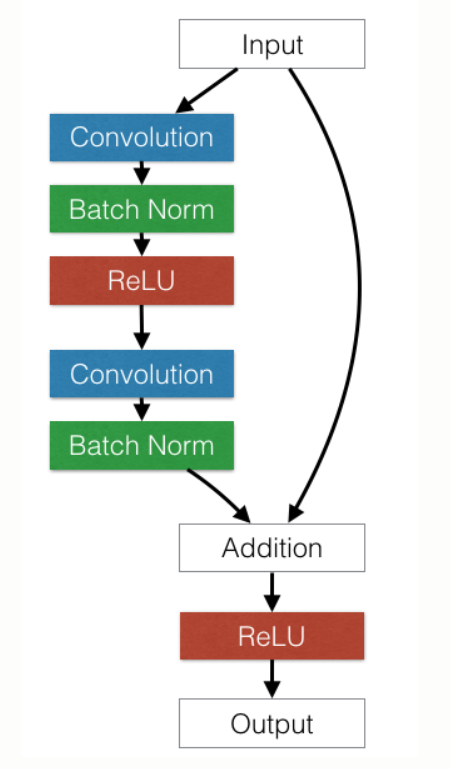 Input
Convolution
Batch Norm
ReLU
Convolution
Batch Norm
Addition
ReLU
Output